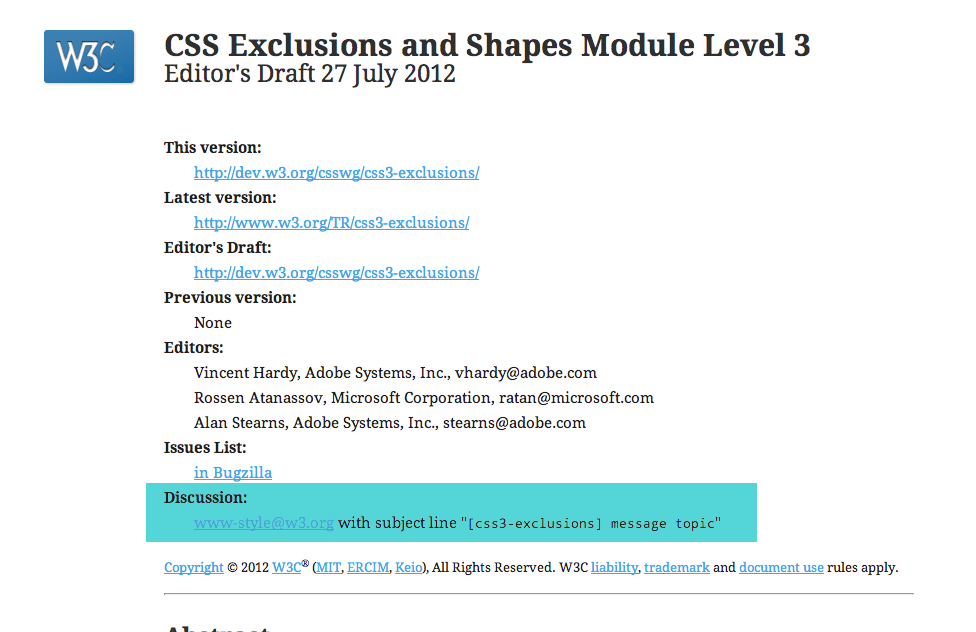 W3C
CSS Exclusions and Shapes Module Level 3
Editor's Draft 27 July 2012
This version:
http://dev.w3.org/csswg/css3-exclusions/
Latest version:
http://www.w3.org/TR/css3-exclusions/
Editor's Draft:
http://dev.w3.org/csswg/css3-exclusions/
Previous version:
None
Editors:
Vincent Hardy, Adobe Systems, Inc., vhardy@adobe.com
Rossen Atanassov, Microsoft Corporation, ratan@microsoft.com
Alan Stearns, Adobe Systems, Inc., stearns@adobe.com
Issues List:
in Bugzilla
Discussion:
www-style@w3.org with subject line "[css3-exclusions] message topic"
Copyright © 2012 W3C® (MIT, ERCIM, Keio), All Rights Reserved. W3C liability, trademark and document use rules apply.
Abstract